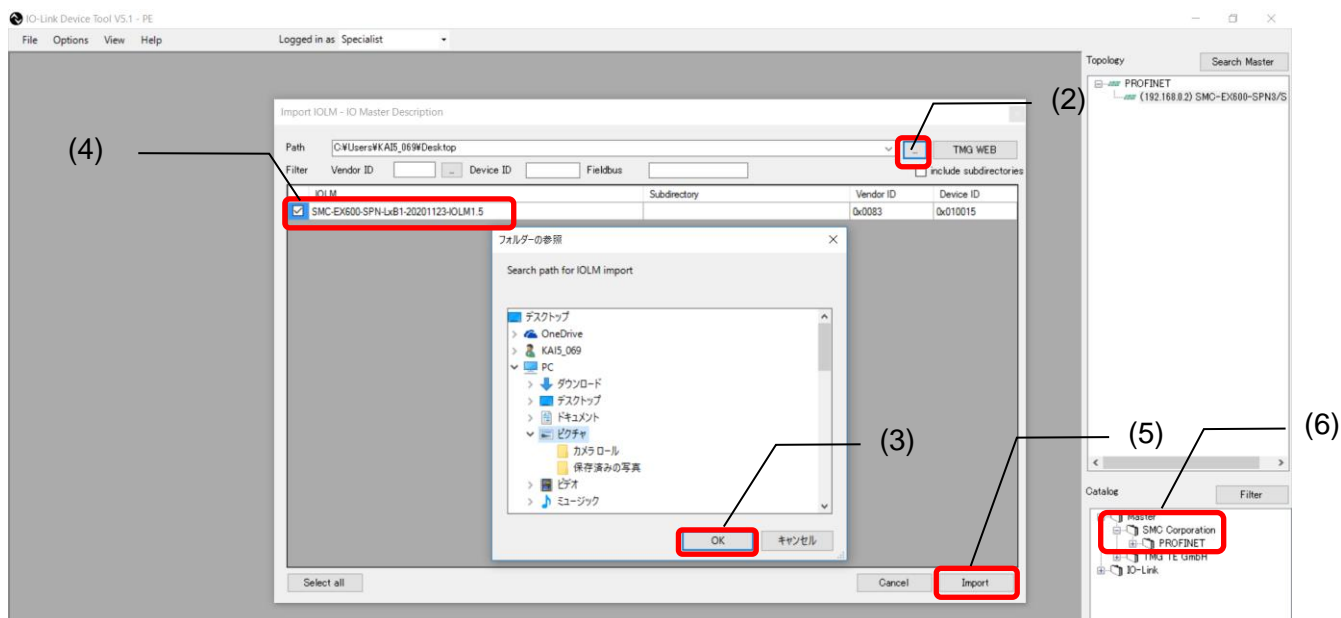 IO-Link Device Tool V5.1 - PE
File Options View Help Logged in as Specialist
Topology Search Master
PROFINET
(192.168.0.2) SMC-EX600-SPN3/S
Import IOLM - IO Master Description
(2)
(4)
Path C:¥Users¥KAI5_069¥Desktop ... TMG WEB
Filter Vendor ID ... Device ID Fieldbus include subdirectories
IOLM Subdirectory Vendor ID Device ID
SMC-EX600-SPN-LxB1-20201123-IOLM1.5 0x0083 0x010015
フォルダーの参照
Search path for IOLM import
デスクトップ
OneDrive
KAI5_069
PC
ダウンロード
デスクトップ
ドキュメント
ピクチャ
カメラ ロール
保存済みの写真
ビデオ
ミュージック
OK キャンセル
(3)
(5)
(6)
Catalog Filter
Master
SMC Corporation
PROFINET
TMG TE GmbH
IO-Link
Select all Cancel Import